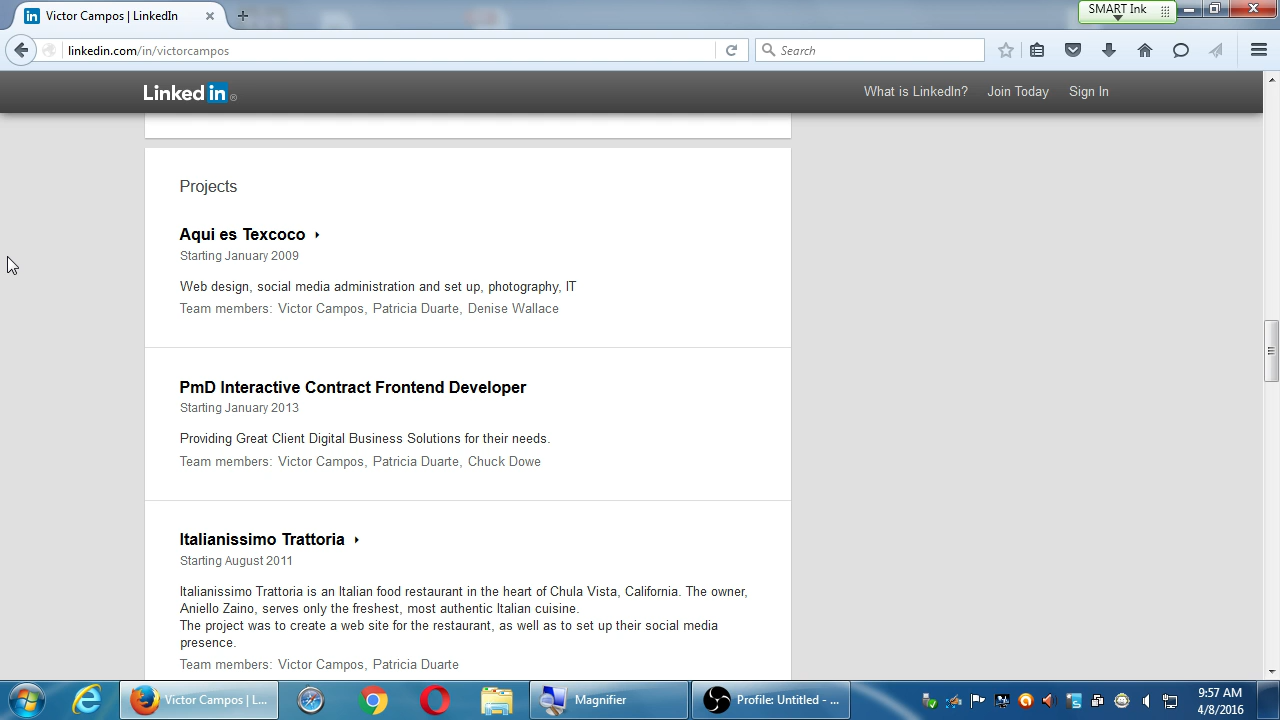 Victor Campos | LinkedIn
SMART Ink
linkedin.com/in/victorcampos
Search
Linked in
What is LinkedIn?
Join Today
Sign In
Projects
Aqui es Texcoco
Starting January 2009
Web design, social media administration and set up, photography, IT
Team members: Victor Campos, Patricia Duarte, Denise Wallace
PmD Interactive Contract Frontend Developer
Starting January 2013
Providing Great Client Digital Business Solutions for their needs.
Team members: Victor Campos, Patricia Duarte, Chuck Dowe
Italianissimo Trattoria
Starting August 2011
Italianissimo Trattoria is an Italian food restaurant in the heart of Chula Vista, California. The owner,
Aniello Zaino, serves only the freshest, most authentic Italian cuisine.
The project was to create a web site for the restaurant, as well as to set up their social media
presence.
Team members: Victor Campos, Patricia Duarte
Victor Campos | L...
Magnifier
Profile: Untitled - ...
9:57 AM
4/8/2016